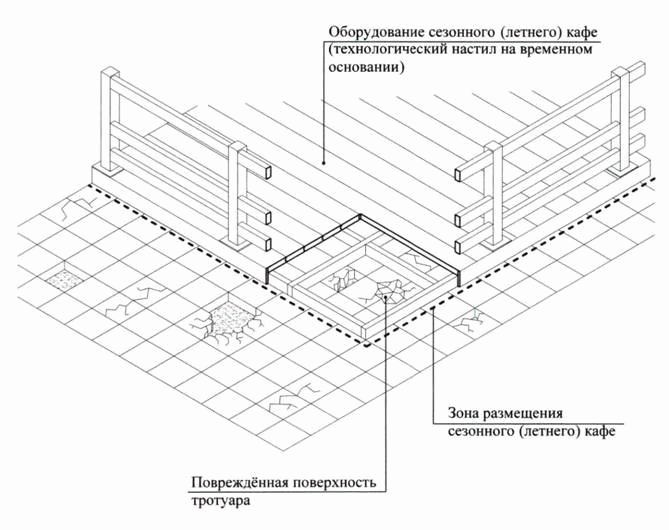 Оборудование сезонного (летнего) кафе
(технологический настил на временном
основании)
Зона размещения
сезонного (летнего) кафе
Повреждённая поверхность
тротуара